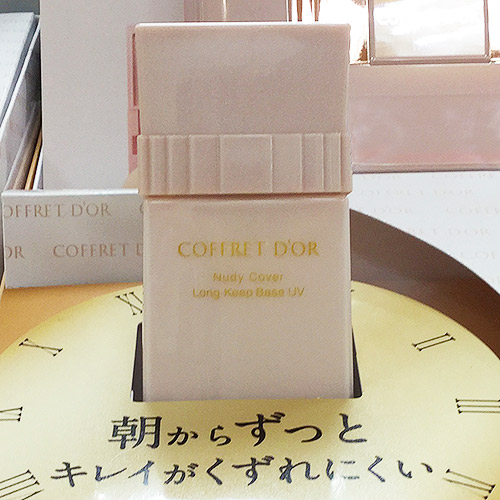 COFFRET D'OR
Nudy Cover
Long Keep Base UV
OFFRET D'OR
OR COFFRET D'
朝からずっと
キレイがくずれにくい